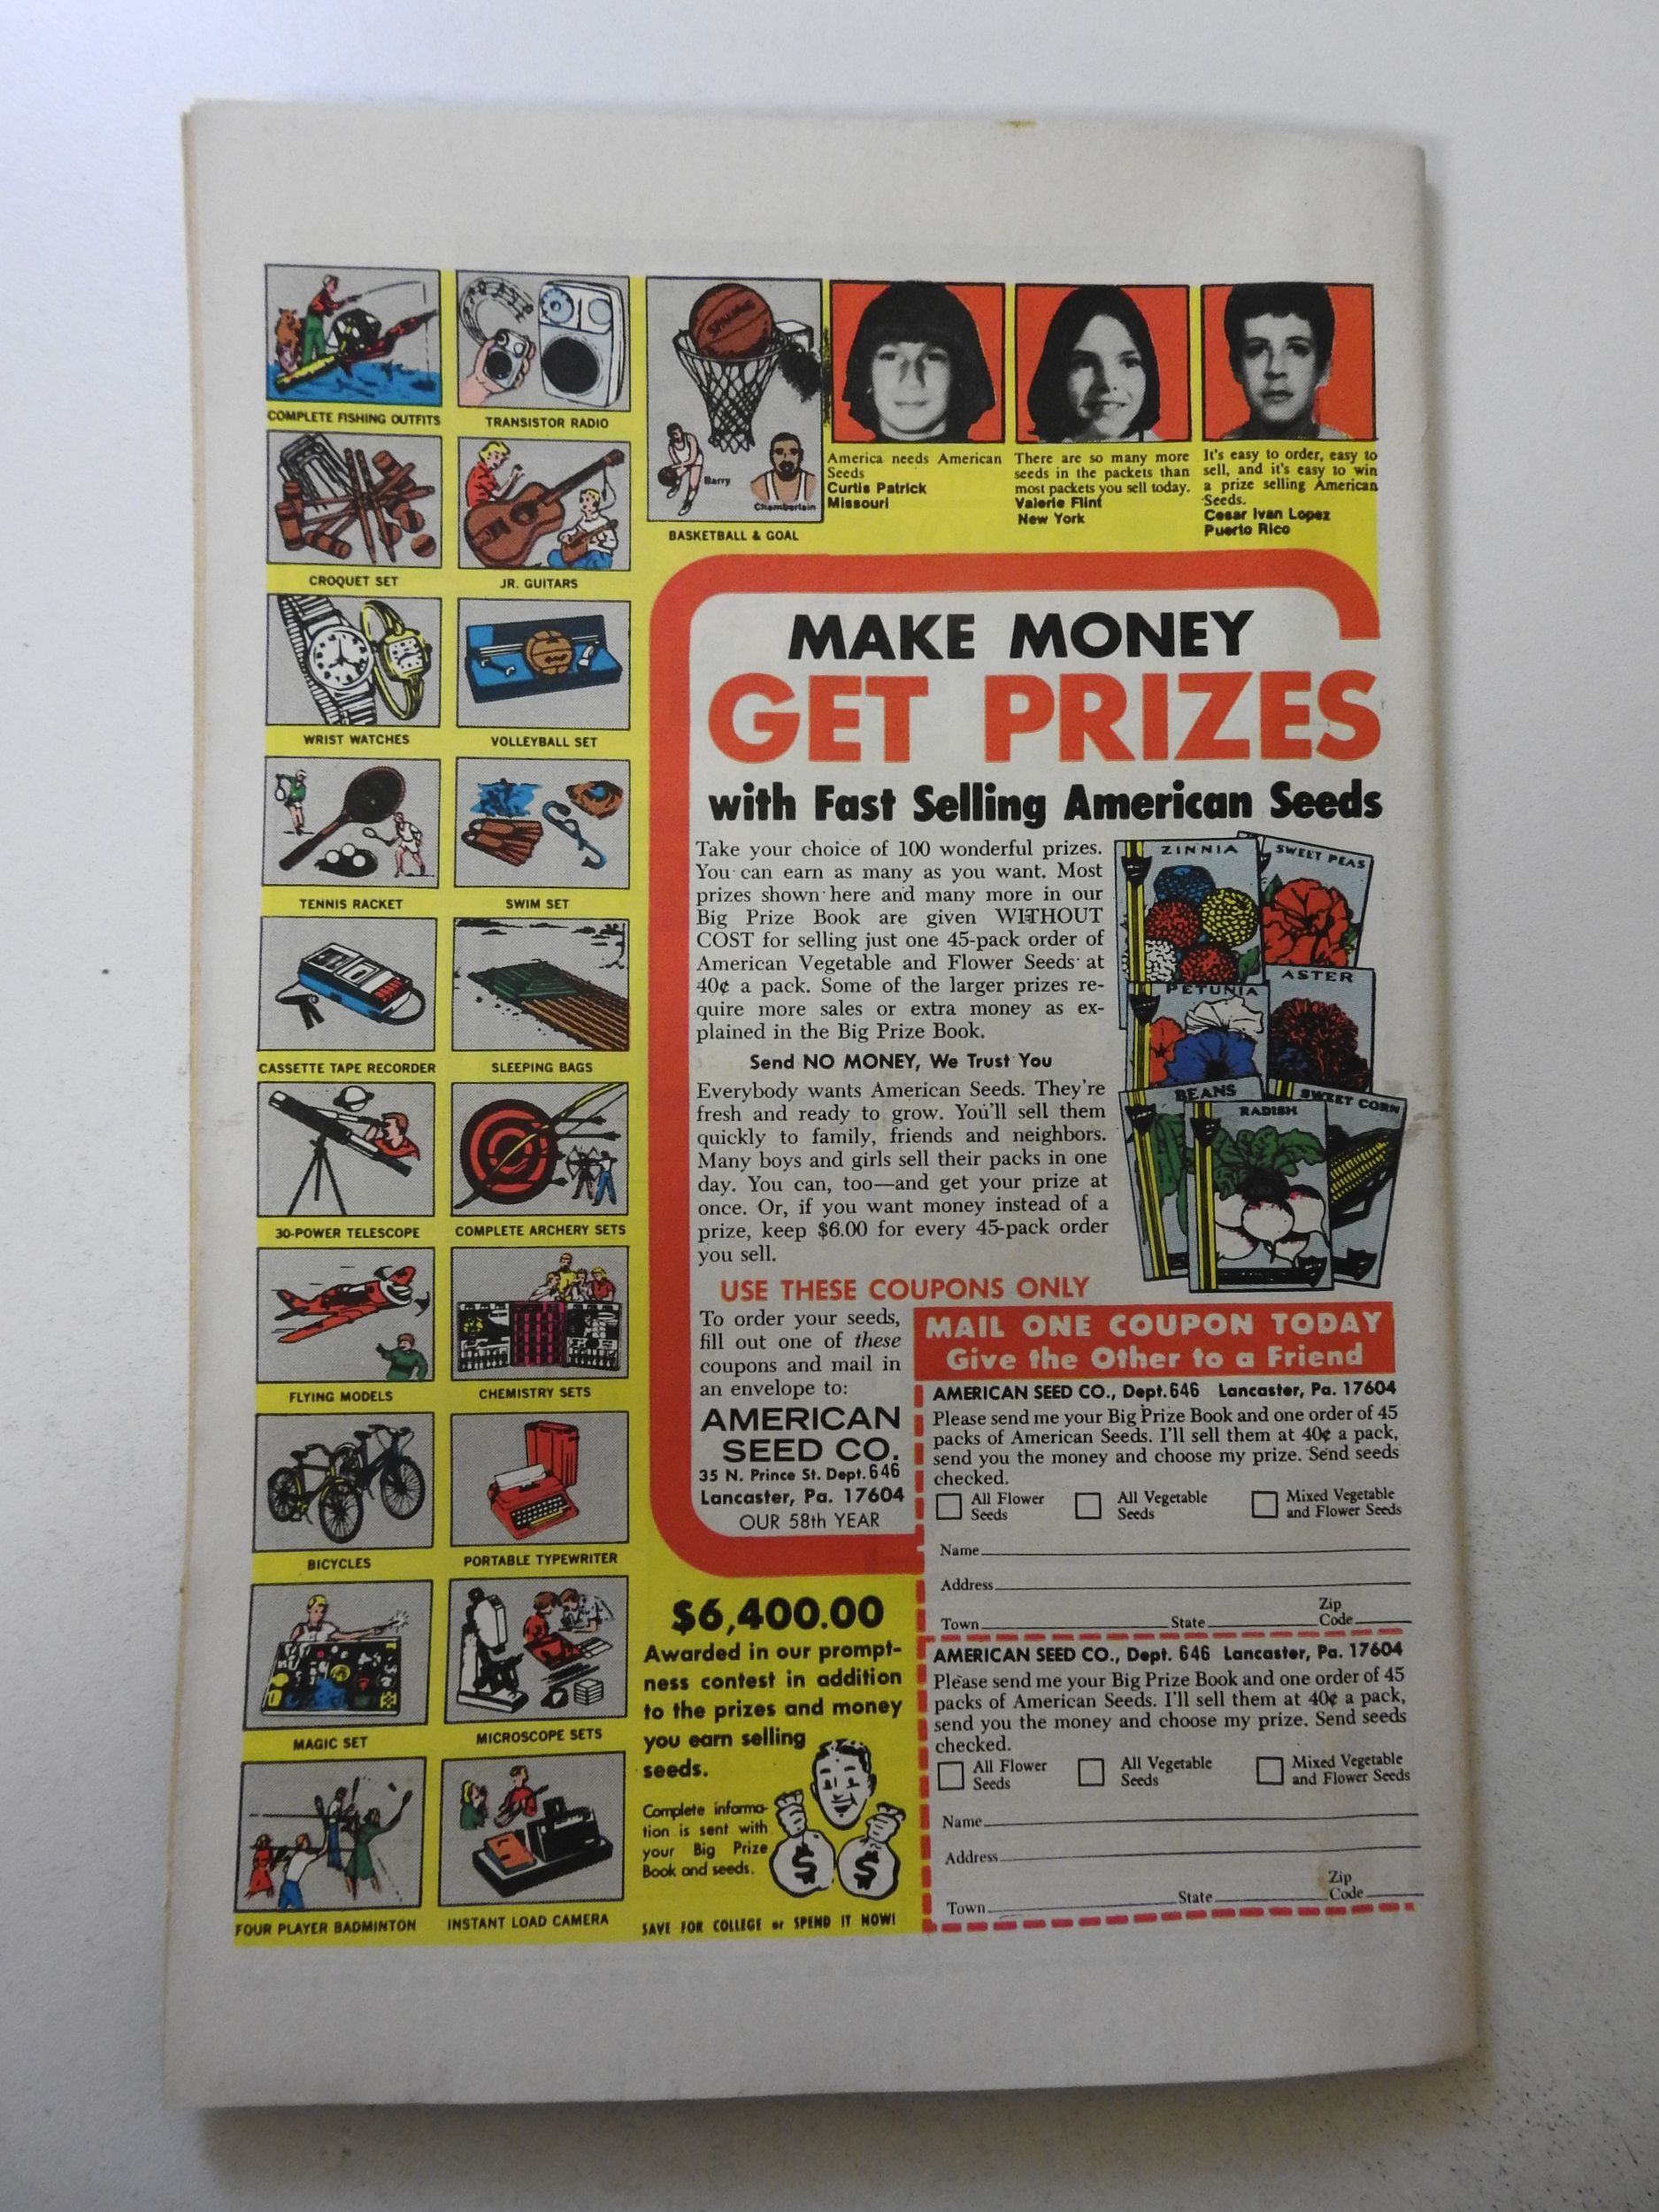 COMPLETE FISHING OUTFITS
TRANSISTOR RADIO
CROQUET SET
JR. GUITARS
WRIST WATCHES
VOLLEYBALL SET
TENNIS RACKET
SWIM SET
CASSETTE TAPE RECORDER
SLEEPING BAGS
30-POWER TELESCOPE
COMPLETE ARCHERY SETS
FLYING MODELS
CHEMISTRY SETS
BICYCLES
PORTABLE TYPEWRITER
MAGIC SET
MICROSCOPE SETS
FOUR PLAYER BADMINTON
INSTANT LOAD CAMERA
SPALDING
Barry
Chamberlain
BASKETBALL & GOAL
America needs American
Seeds
Curtis Patrick
Missouri
There are so many more
seeds in the packets than
most packets you sell today.
Valerie Flint
New York
It's easy to order, easy to
sell, and it's easy to win
a prize selling American
Seeds.
Cesar Ivan Lopez
Puerto Rico
MAKE MONEY
GET PRIZES
with Fast Selling American Seeds
Take your choice of 100 wonderful prizes.
You can earn as many as you want. Most
prizes shown here and many more in our
Big Prize Book are given WITHOUT
COST for selling just one 45-pack order of
American Vegetable and Flower Seeds at
40¢ a pack. Some of the larger prizes re-
quire more sales or extra money as ex-
plained in the Big Prize Book.
Send NO MONEY, We Trust You
Everybody wants American Seeds. They're
fresh and ready to grow. You'll sell them
quickly to family, friends and neighbors.
Many boys and girls sell their packs in one
day. You can, too—and get your prize at
once. Or, if you want money instead of a
prize, keep $6.00 for every 45-pack order
you sell.
ZINNIA
SWEET PEAS
PETUNIA
ASTER
BEANS
RADISH
SWEET CORN
USE THESE COUPONS ONLY
To order your seeds,
fill out one of these
coupons and mail in
an envelope to:
AMERICAN
SEED CO.
35 N. Prince St. Dept. 646
Lancaster, Pa. 17604
OUR 58th YEAR
MAIL ONE COUPON TODAY
Give the Other to a Friend
AMERICAN SEED CO., Dept. 646 Lancaster, Pa. 17604
Please send me your Big Prize Book and one order of 45
packs of American Seeds. I'll sell them at 40¢ a pack,
send you the money and choose my prize. Send seeds
checked.
All Flower Seeds
All Vegetable Seeds
Mixed Vegetable and Flower Seeds
Name
Address
Town State Zip Code
AMERICAN SEED CO., Dept. 646 Lancaster, Pa. 17604
Please send me your Big Prize Book and one order of 45
packs of American Seeds. I'll sell them at 40¢ a pack,
send you the money and choose my prize. Send seeds
checked.
All Flower Seeds
All Vegetable Seeds
Mixed Vegetable and Flower Seeds
Name
Address
Town State Zip Code
$6,400.00
Awarded in our prompt-
ness contest in addition
to the prizes and money
you earn selling
seeds.
Complete informa-
tion is sent with
your Big Prize
Book and seeds.
$ $
SAVE FOR COLLEGE or SPEND IT NOW!